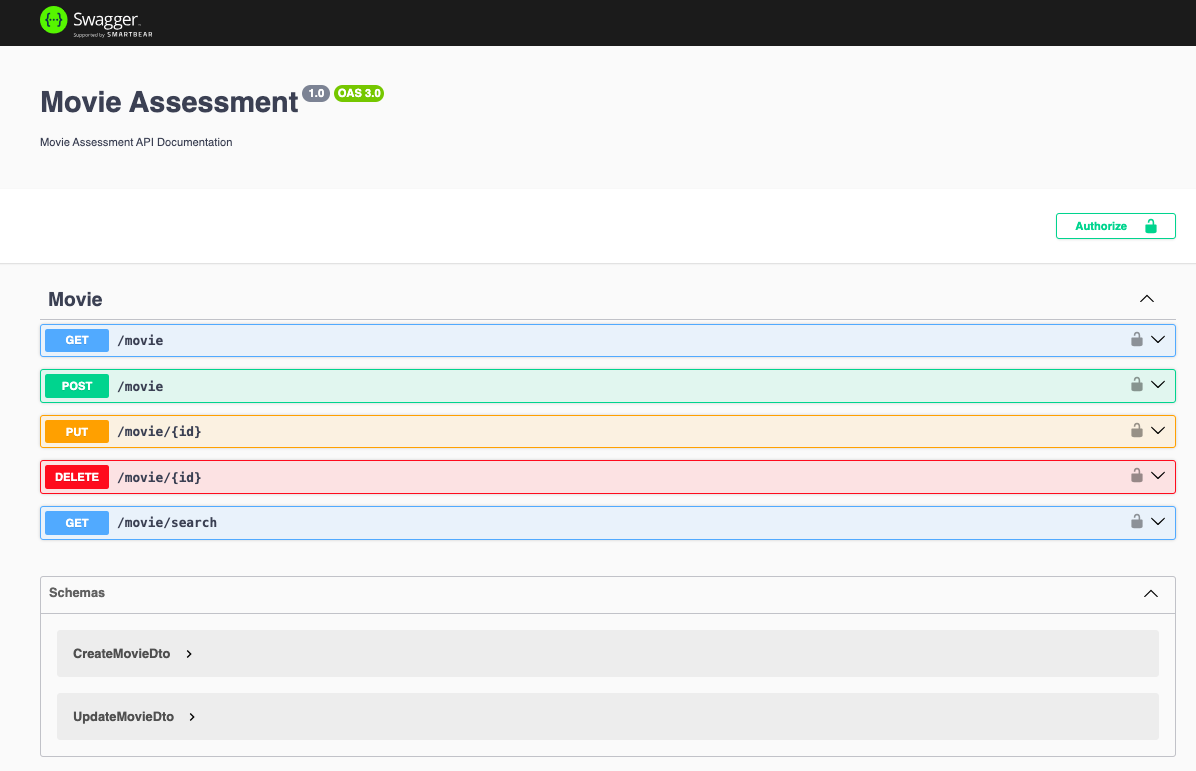 Swagger
Supported by SMARTBEAR
Movie Assessment 1.0 OAS 3.0
Movie Assessment API Documentation
Authorize
Movie
GET /movie
POST /movie
PUT /movie/{id}
DELETE /movie/{id}
GET /movie/search
Schemas
CreateMovieDto
UpdateMovieDto